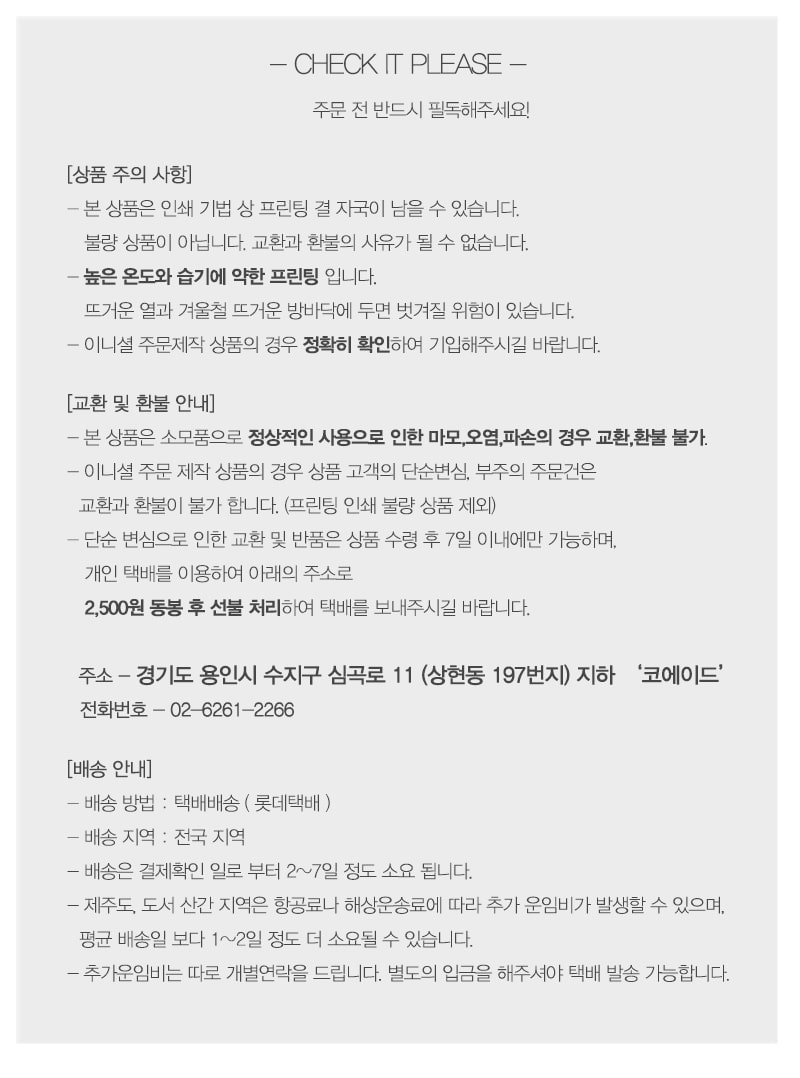 – CHECK IT PLEASE –
주문 전 반드시 필독해주세요!
[상품 주의 사항]
– 본 상품은 인쇄 기법 상 프린팅 결 자국이 남을 수 있습니다.
불량 상품이 아닙니다. 교환과 환불의 사유가 될 수 없습니다.
– 높은 온도와 습기에 약한 프린팅 입니다.
뜨거운 열과 겨울철 뜨거운 방바닥에 두면 벗겨질 위험이 있습니다.
– 이니셜 주문제작 상품의 경우 정확히 확인하여 기입해주시길 바랍니다.
[교환 및 환불 안내]
– 본 상품은 소모품으로 정상적인 사용으로 인한 마모,오염,파손의 경우 교환,환불 불가.
– 이니셜 주문 제작 상품의 경우 상품 고객의 단순변심, 부주의 주문건은
교환과 환불이 불가 합니다. (프린팅 인쇄 불량 상품 제외)
– 단순 변심으로 인한 교환 및 반품은 상품 수령 후 7일 이내에만 가능하며,
개인 택배를 이용하여 아래의 주소로
2,500원 동봉 후 선불 처리하여 택배를 보내주시길 바랍니다.
주소 – 경기도 용인시 수지구 심곡로 11 (상현동 197번지) 지하 ‘코에이드’
전화번호 – 02–6261–2266
[배송 안내]
– 배송 방법 : 택배배송 ( 롯데택배 )
– 배송 지역 : 전국 지역
– 배송은 결제확인 일로 부터 2~7일 정도 소요 됩니다.
– 제주도, 도서 산간 지역은 항공료나 해상운송료에 따라 추가 운임비가 발생할 수 있으며,
평균 배송일 보다 1~2일 정도 더 소요될 수 있습니다.
– 추가운임비는 따로 개별연락을 드립니다. 별도의 입금을 해주셔야 택배 발송 가능합니다.